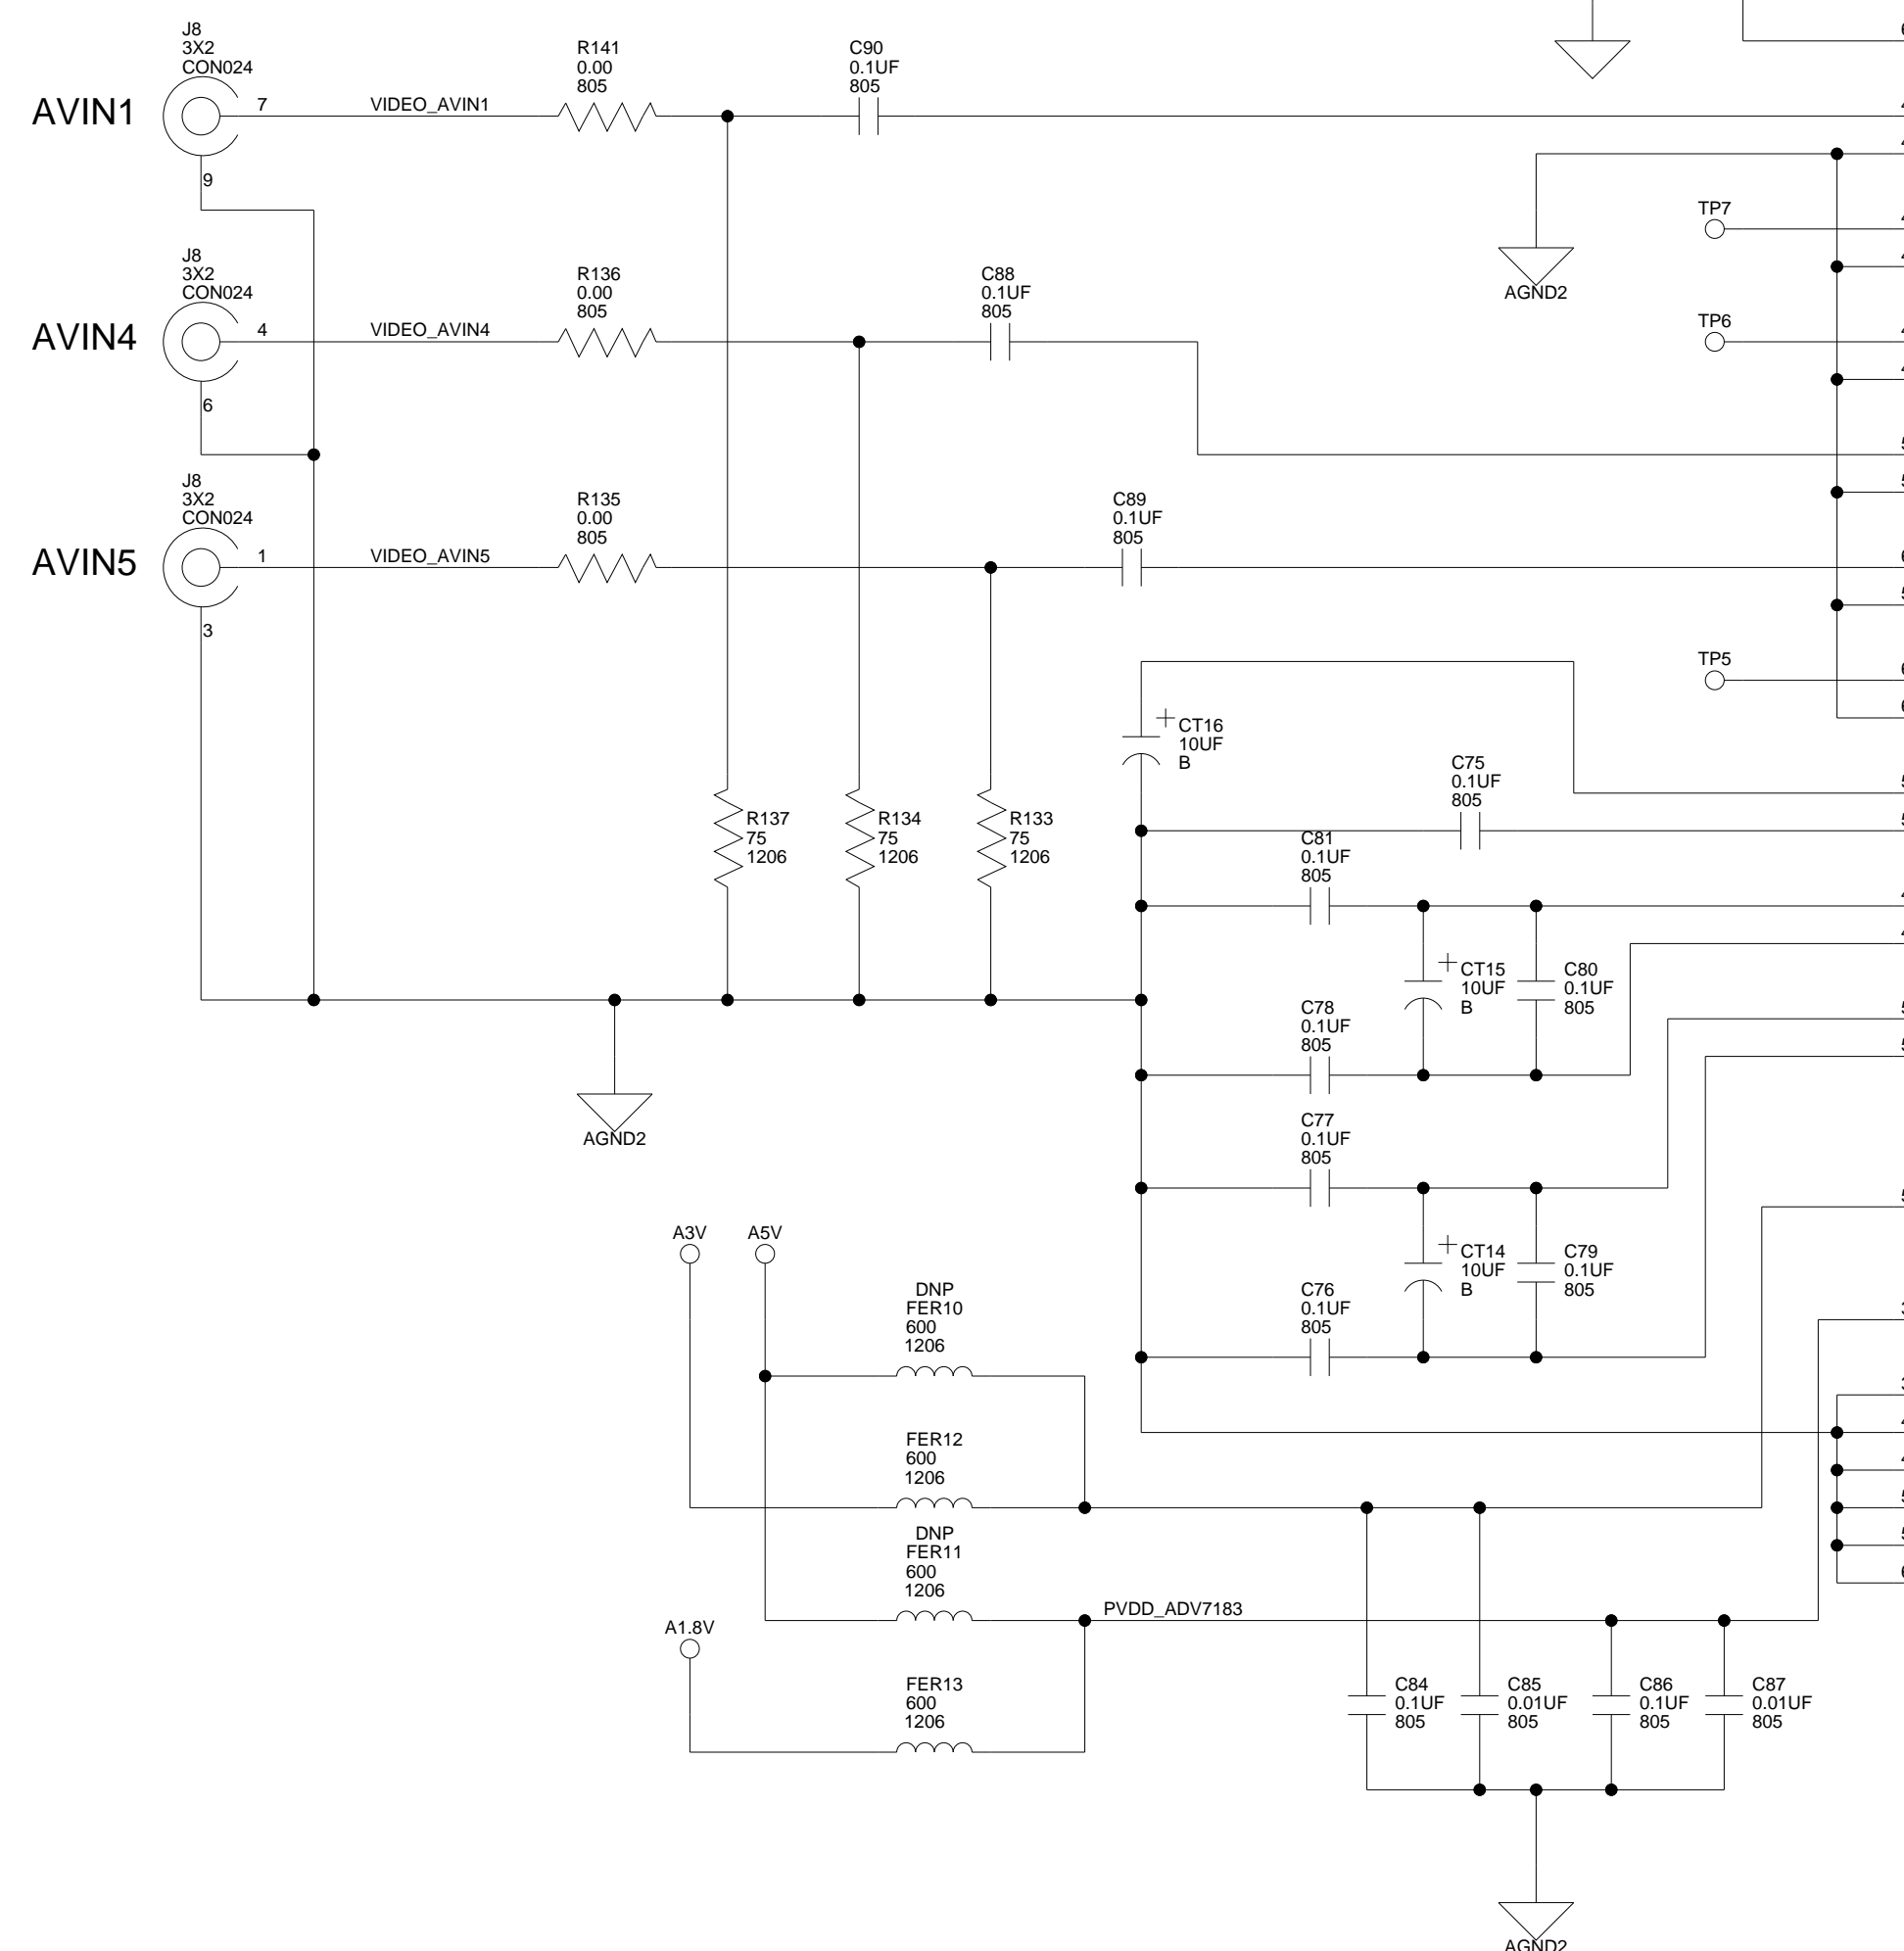 J8
3X2
CON024
AVIN1
7
9
VIDEO_AVIN1
R141
0.00
805
C90
0.1UF
805
J8
3X2
CON024
AVIN4
4
6
VIDEO_AVIN4
R136
0.00
805
C88
0.1UF
805
AGND2
TP7
TP6
J8
3X2
CON024
AVIN5
1
3
VIDEO_AVIN5
R135
0.00
805
C89
0.1UF
805
TP5
CT16
10UF
B
C75
0.1UF
805
R137
75
1206
R134
75
1206
R133
75
1206
C81
0.1UF
805
CT15
10UF
B
C80
0.1UF
805
C78
0.1UF
805
AGND2
C77
0.1UF
805
CT14
10UF
B
C79
0.1UF
805
C76
0.1UF
805
A3V
A5V
DNP
FER10
600
1206
FER12
600
1206
DNP
FER11
600
1206
PVDD_ADV7183
A1.8V
FER13
600
1206
C84
0.1UF
805
C85
0.01UF
805
C86
0.1UF
805
C87
0.01UF
805
AGND2